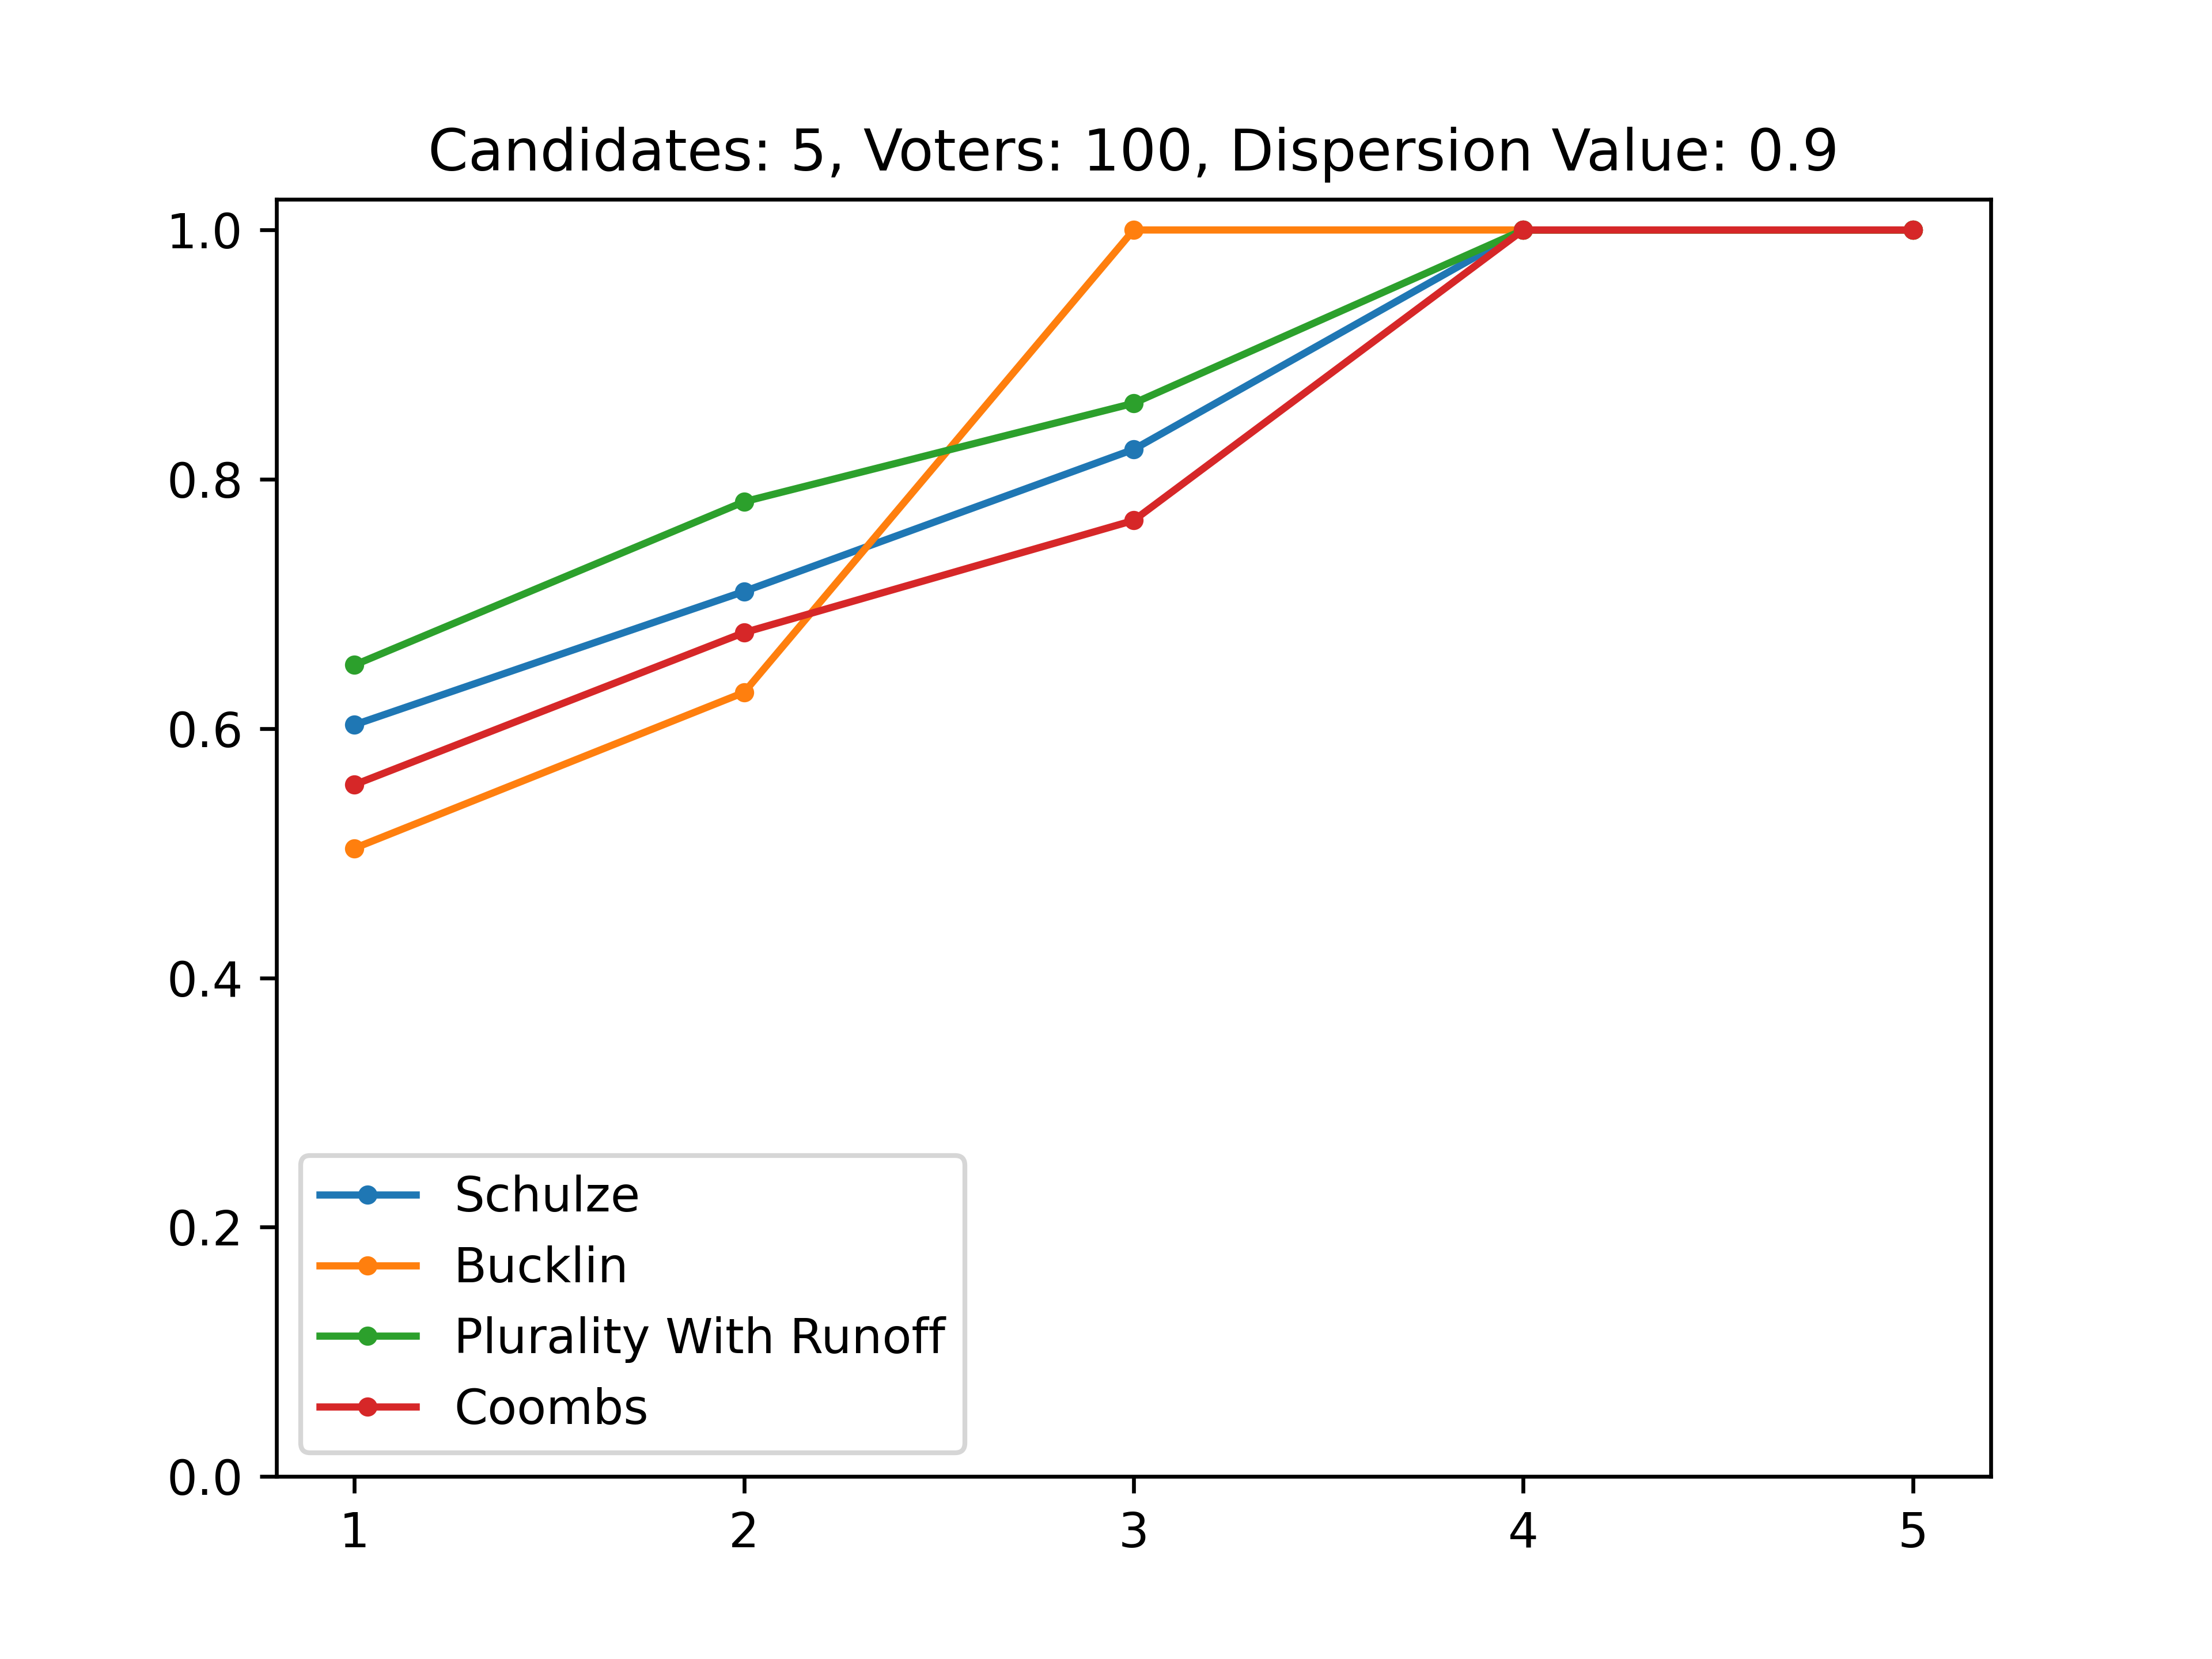 Candidates: 5, Voters: 100, Dispersion Value: 0.9
1.0
0.8
0.6
0.4
0.2
0.0
Schulze
Bucklin
Plurality With Runoff
Coombs
1 2 3 4 5